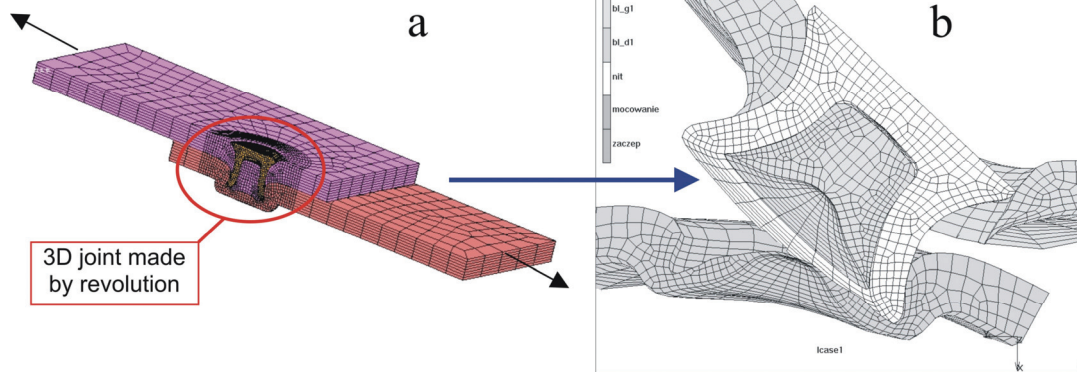 a
3D joint made
by revolution
b
bl_g1
bl_d1
nit
mocowanie
zaczep
lcase1
Y
X